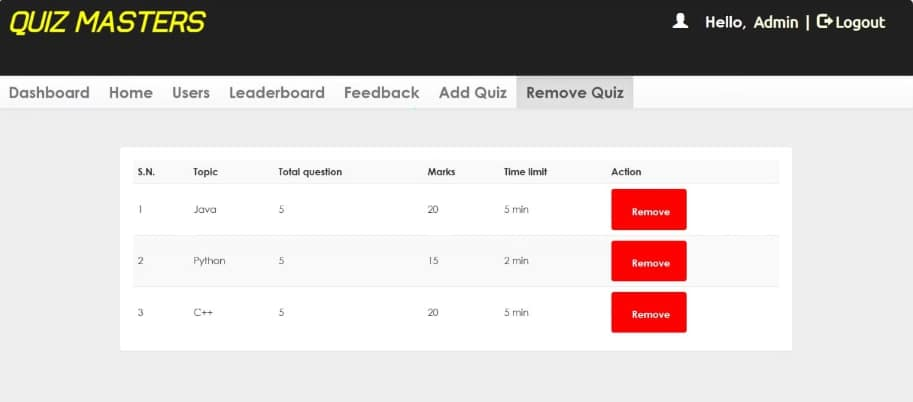 QUIZ MASTERS
Hello, Admin | Logout
Dashboard Home Users Leaderboard Feedback Add Quiz Remove Quiz
S.N. Topic Total question Marks Time limit Action
1 Java 5 20 5 min Remove
2 Python 5 15 2 min Remove
3 C++ 5 20 5 min Remove